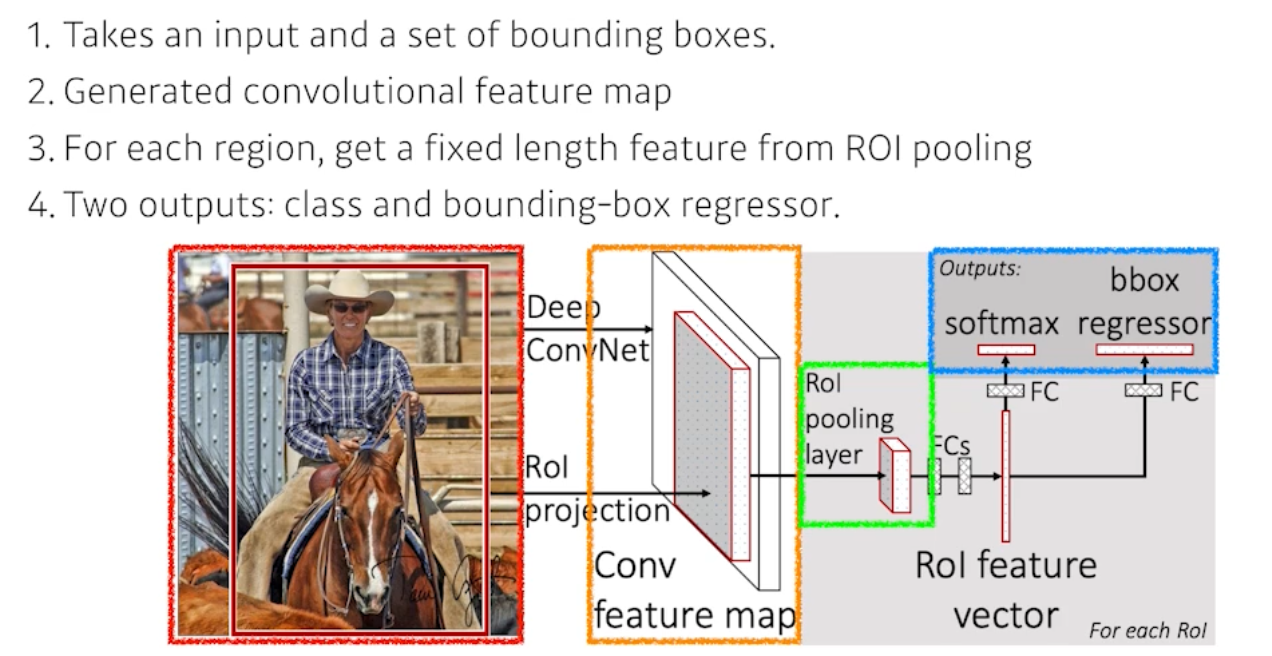 1. Takes an input and a set of bounding boxes.
2. Generated convolutional feature map
3. For each region, get a fixed length feature from ROI pooling
4. Two outputs: class and bounding-box regressor.
Deep
ConvNet
RoI
projection
Conv
feature map
RoI
pooling
layer
FCs
Outputs:
softmax
bbox
regressor
FC
FC
RoI feature
vector
For each RoI